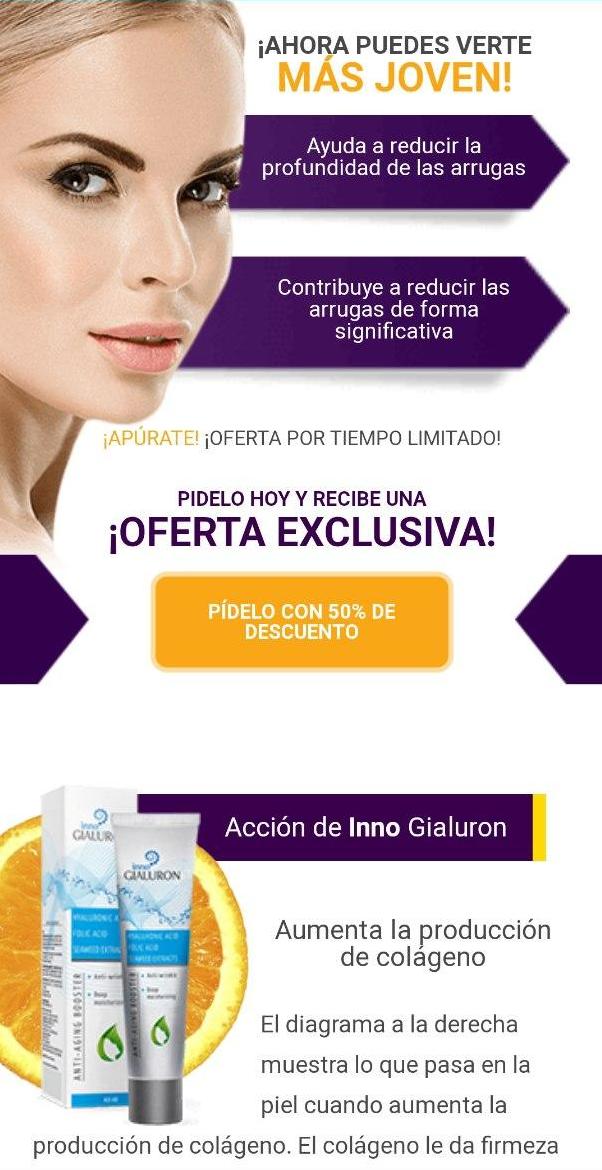 ¡AHORA PUEDES VERTE
MÁS JOVEN!
Ayuda a reducir la
profundidad de las arrugas
Contribuye a reducir las
arrugas de forma
significativa
¡APÚRATE! ¡OFERTA POR TIEMPO LIMITADO!
PIDELO HOY Y RECIBE UNA
¡OFERTA EXCLUSIVA!
PÍDELO CON 50% DE
DESCUENTO
Acción de Inno Gialuron
inno
GIALURON
HYALURONIC ACID
FOLIC ACID
SEAWEED EXTRACTS
Anti-wrinkle
Deep
moisturizing
ANTI-AGING BOOSTER
Aumenta la producción
de colágeno
El diagrama a la derecha
muestra lo que pasa en la
piel cuando aumenta la
producción de colágeno. El colágeno le da firmeza